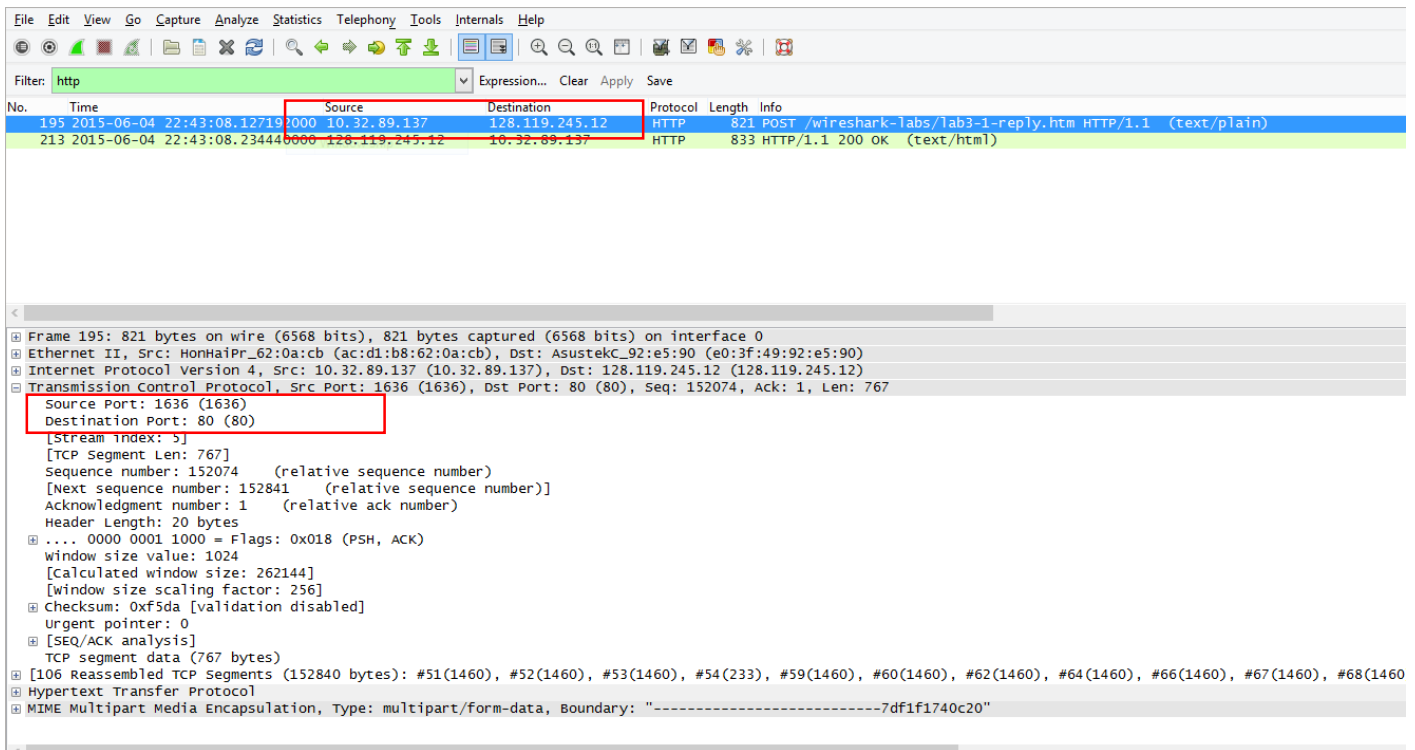 File Edit View Go Capture Analyze Statistics Telephony Tools Internals Help
Filter: http Expression... Clear Apply Save
No. Time Source Destination Protocol Length Info
195 2015-06-04 22:43:08.127192000 10.32.89.137 128.119.245.12 HTTP 821 POST /wireshark-labs/lab3-1-reply.htm HTTP/1.1 (text/plain)
213 2015-06-04 22:43:08.234440000 128.119.245.12 10.32.89.137 HTTP 833 HTTP/1.1 200 OK (text/html)
Frame 195: 821 bytes on wire (6568 bits), 821 bytes captured (6568 bits) on interface 0
Ethernet II, Src: HonHaiPr_62:0a:cb (ac:d1:b8:62:0a:cb), Dst: AsustekC_92:e5:90 (e0:3f:49:92:e5:90)
Internet Protocol Version 4, Src: 10.32.89.137 (10.32.89.137), Dst: 128.119.245.12 (128.119.245.12)
Transmission Control Protocol, Src Port: 1636 (1636), Dst Port: 80 (80), Seq: 152074, Ack: 1, Len: 767
Source Port: 1636 (1636)
Destination Port: 80 (80)
[Stream index: 5]
[TCP Segment Len: 767]
Sequence number: 152074 (relative sequence number)
[Next sequence number: 152841 (relative sequence number)]
Acknowledgment number: 1 (relative ack number)
Header Length: 20 bytes
.... 0000 0001 1000 = Flags: 0x018 (PSH, ACK)
Window size value: 1024
[Calculated window size: 262144]
[Window size scaling factor: 256]
Checksum: 0xf5da [validation disabled]
Urgent pointer: 0
[SEQ/ACK analysis]
TCP segment data (767 bytes)
[106 Reassembled TCP Segments (152840 bytes): #51(1460), #52(1460), #53(1460), #54(233), #59(1460), #60(1460), #62(1460), #64(1460), #66(1460), #67(1460), #68(1460
Hypertext Transfer Protocol
MIME Multipart Media Encapsulation, Type: multipart/form-data, Boundary: "---------------------------7df1f1740c20"